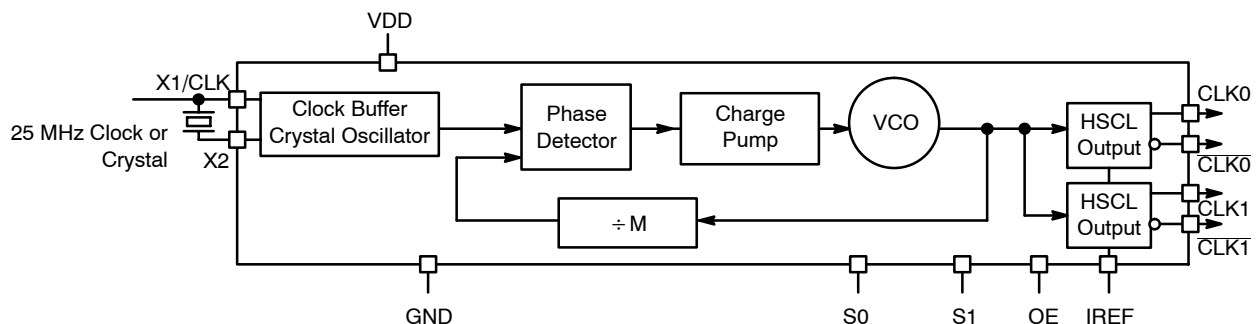 VDD
X1/CLK
25 MHz Clock or
Crystal
X2
Clock Buffer
Crystal Oscillator
Phase
Detector
Charge
Pump
VCO
÷ M
HSCL
Output
HSCL
Output
CLK0
CLK0
CLK1
CLK1
GND
S0
S1
OE
IREF